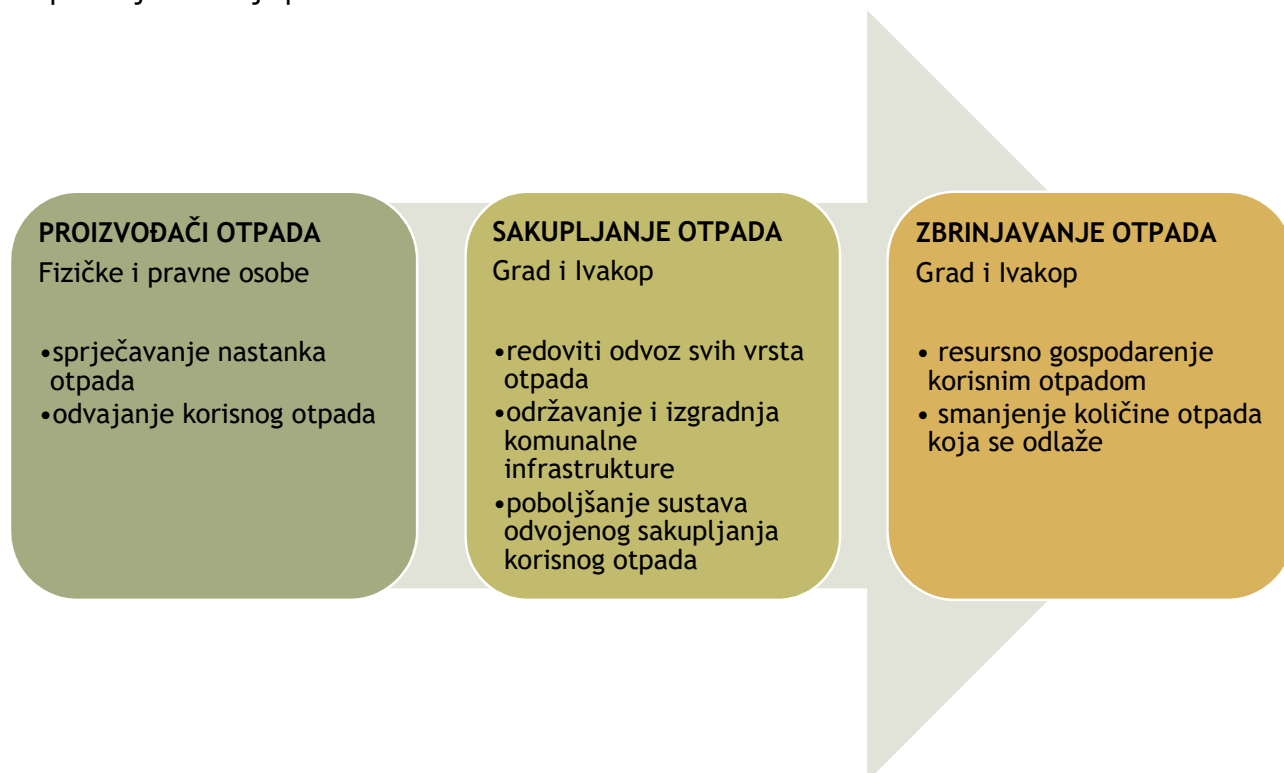 PROIZVOĐAČI OTPADA
Fizičke i pravne osobe
•sprječavanje nastanka
otpada
•odvajanje korisnog otpada
SAKUPLJANJE OTPADA
Grad i Ivakop
•redoviti odvoz svih vrsta
otpada
•održavanje i izgradnja
komunalne
infrastrukture
•poboljšanje sustava
odvojenog sakupljanja
korisnog otpada
ZBRINJAVANJE OTPADA
Grad i Ivakop
• resursno gospodarenje
korisnim otpadom
• smanjenje količine otpada
koja se odlaže